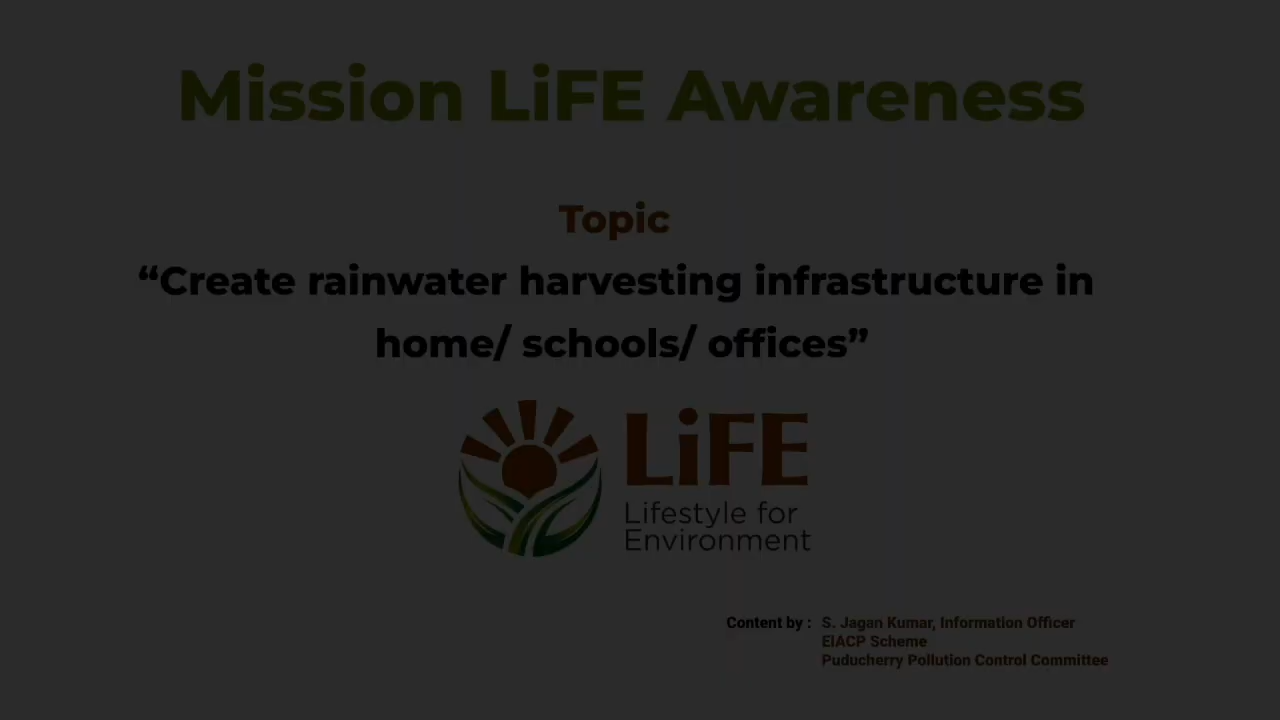 Mission LiFE Awareness
Topic
“Create rainwater harvesting infrastructure in
home/ schools/ offices”
LiFE
Lifestyle for
Environment
Content by : S. Jagan Kumar, Information Officer
EIACP Scheme
Puducherry Pollution Control Committee